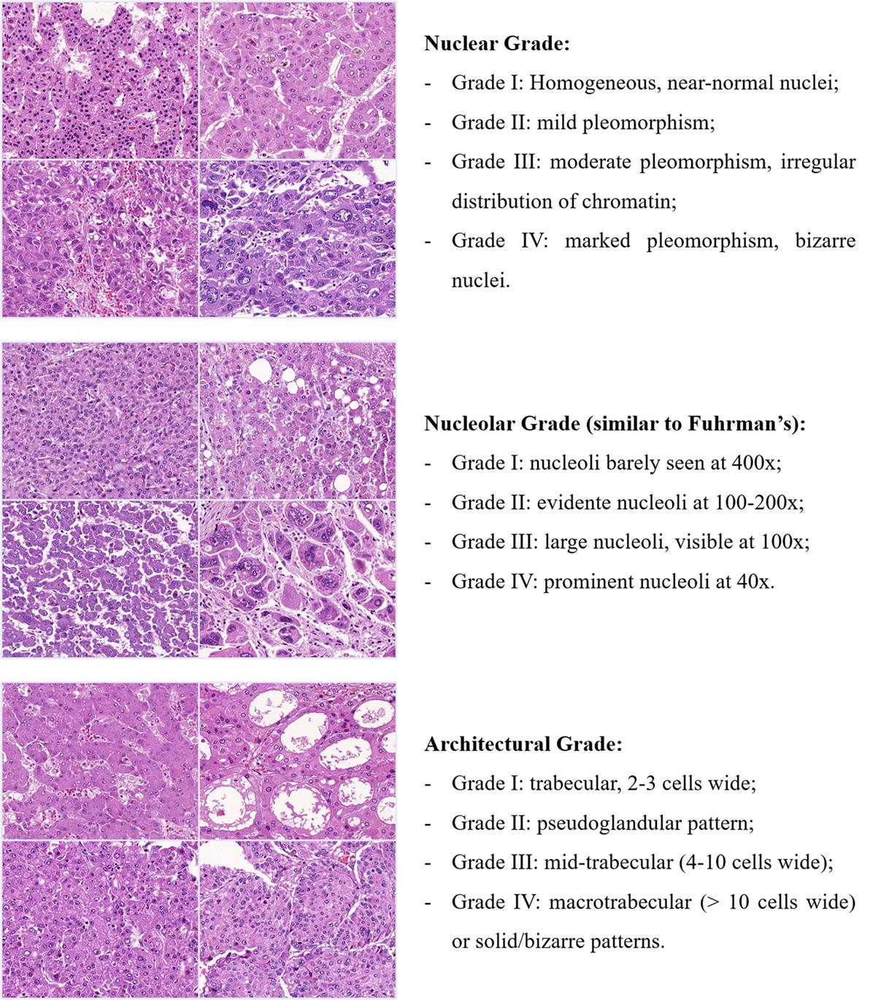 Nuclear Grade:
- Grade I: Homogeneous, near-normal nuclei;
- Grade II: mild pleomorphism;
- Grade III: moderate pleomorphism, irregular
distribution of chromatin;
- Grade IV: marked pleomorphism, bizarre
nuclei.
Nucleolar Grade (similar to Fuhrman’s):
- Grade I: nucleoli barely seen at 400x;
- Grade II: evidente nucleoli at 100-200x;
- Grade III: large nucleoli, visible at 100x;
- Grade IV: prominent nucleoli at 40x.
Architectural Grade:
- Grade I: trabecular, 2-3 cells wide;
- Grade II: pseudoglandular pattern;
- Grade III: mid-trabecular (4-10 cells wide);
- Grade IV: macrotrabecular (> 10 cells wide)
or solid/bizarre patterns.